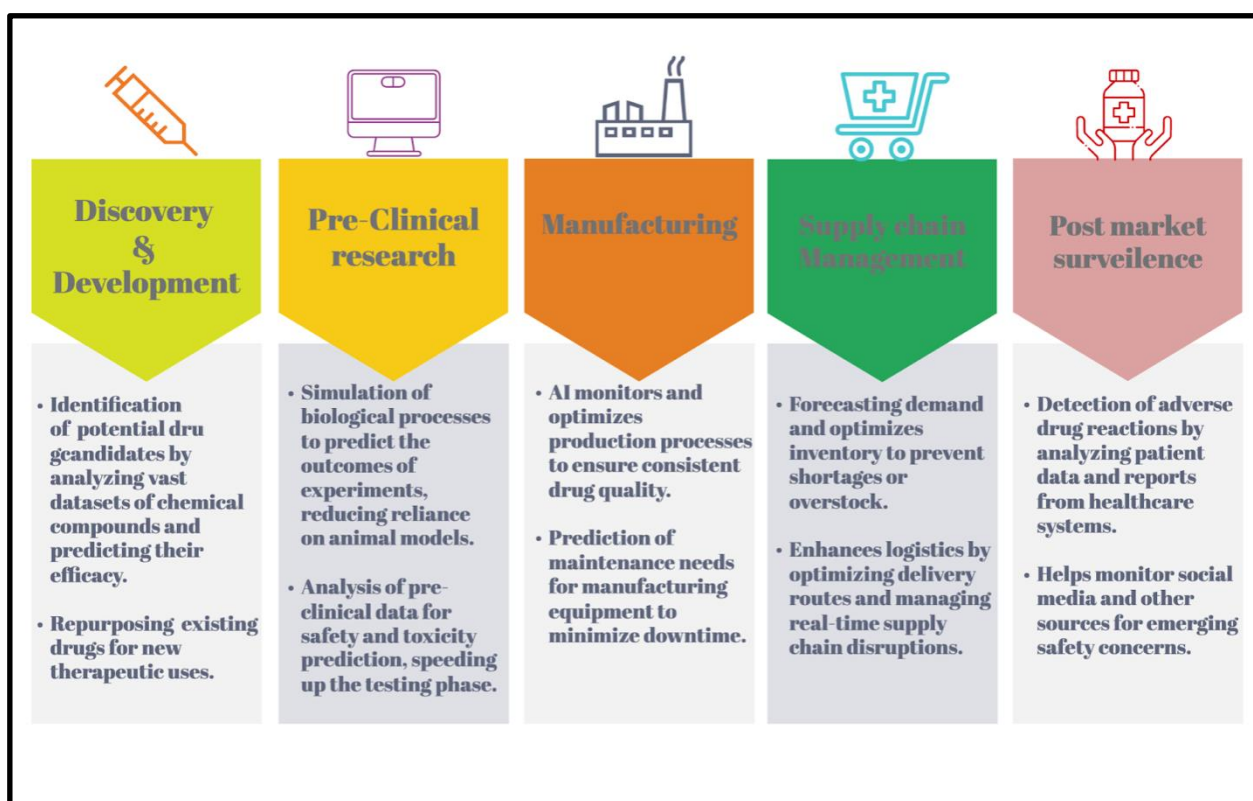 Discovery
&
Development
• Identification
of potential dru
gcandidates by
analyzing vast
datasets of chemical
compounds and
predicting their
efficacy.
• Repurposing existing
drugs for new
therapeutic uses.
Pre-Clinical
research
• Simulation of
biological processes
to predict the
outcomes of
experiments,
reducing reliance
on animal models.
• Analysis of pre-
clinical data for
safety and toxicity
prediction, speeding
up the testing phase.
Manufacturing
• AI monitors and
optimizes
production processes
to ensure consistent
drug quality.
• Prediction of
maintenance needs
for manufacturing
equipment to
minimize downtime.
Supply chain
Management
• Forecasting demand
and optimizes
inventory to prevent
shortages or
overstock.
• Enhances logistics by
optimizing delivery
routes and managing
real-time supply
chain disruptions.
Post market
surveilence
• Detection of adverse
drug reactions by
analyzing patient
data and reports
from healthcare
systems.
• Helps monitor social
media and other
sources for emerging
safety concerns.